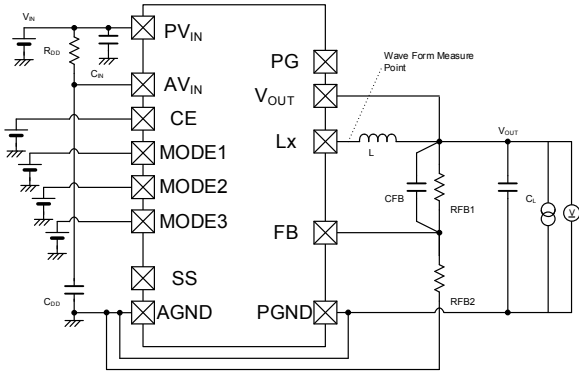 VIN
PVIN
RDD
CIN
AVIN
CE
MODE1
MODE2
MODE3
SS
CDD
AGND
PG
Wave Form Measure
Point
VOUT
Lx
L
VOUT
CFB
RFB1
CL
V
FB
RFB2
PGND